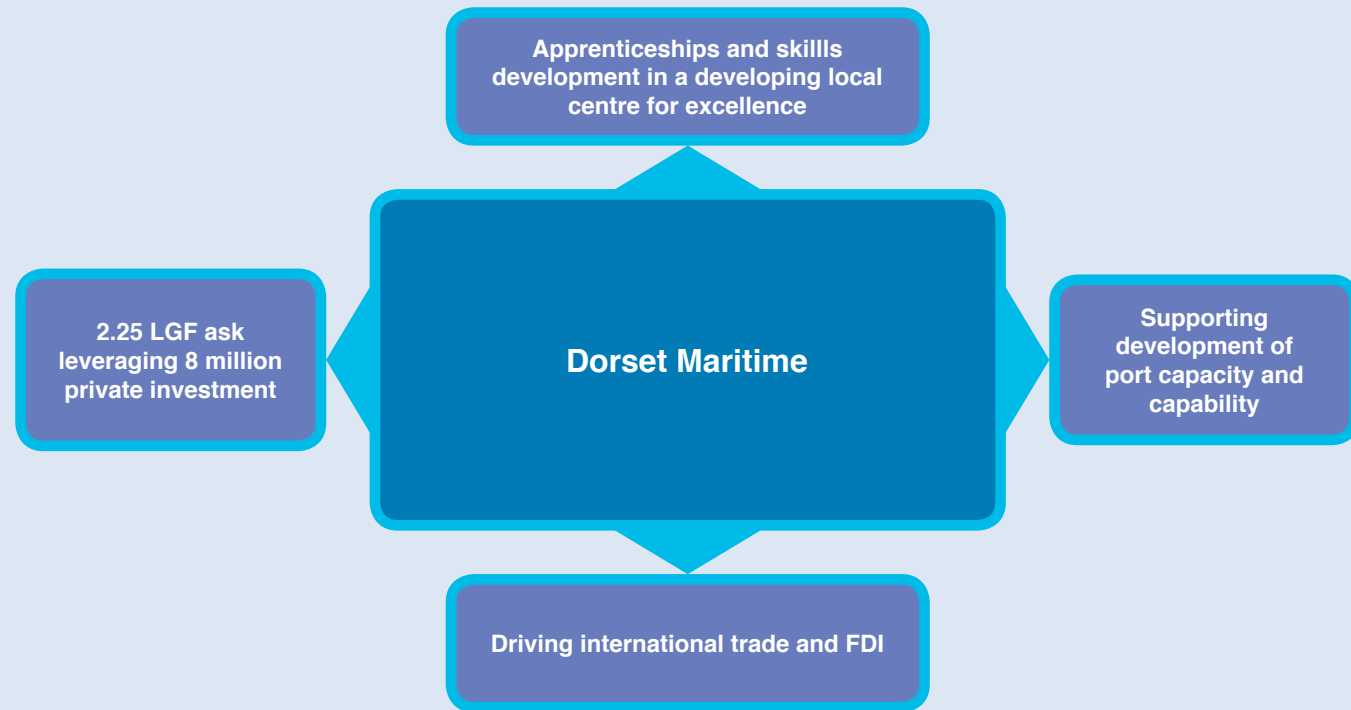 Apprenticeships and skillls
development in a developing local
centre for excellence
2.25 LGF ask
leveraging 8 million
private investment
Dorset Maritime
Supporting
development of
port capacity and
capability
Driving international trade and FDI